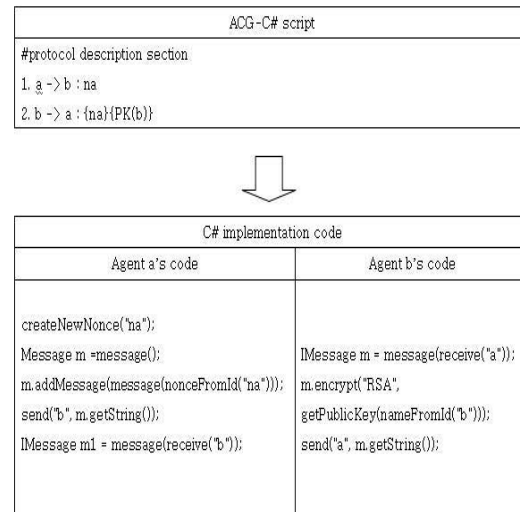 ACG-C# script
#protocol description section
1. a -> b : na
2. b -> a : {na}{PK(b)}
C# implementation code
Agent a's code
Agent b's code
createNewNonce("na");
Message m =message();
m.addMessage(message(nonceFromId("na")));
send("b", m.getString());
IMessage m1 = message(receive("b"));
IMessage m = message(receive("a"));
m.encrypt("RSA",
getPublicKey(nameFromId("b")));
send("a", m.getString());